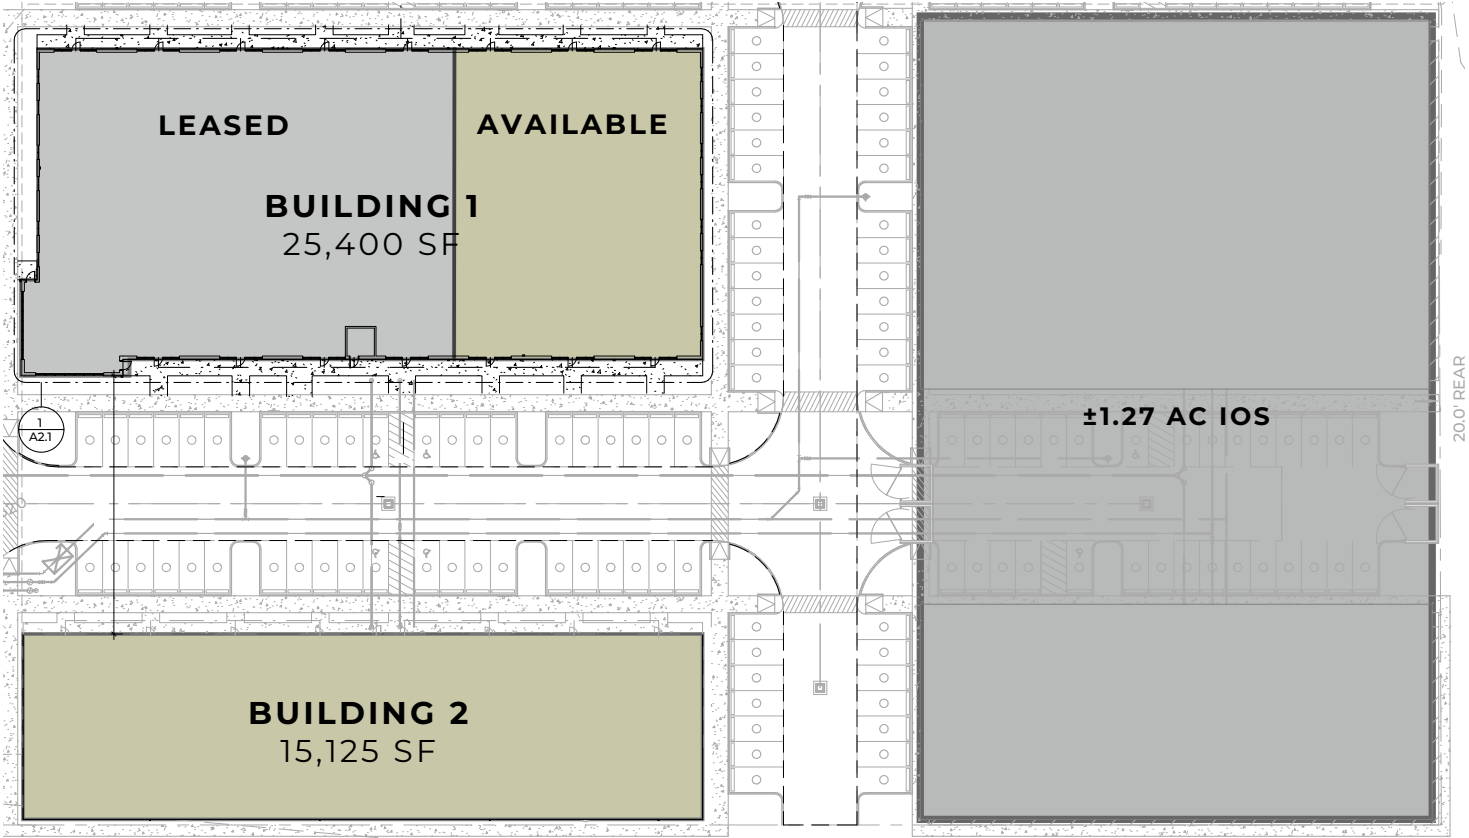 LEASED
AVAILABLE
BUILDING 1
25,400 SF
1
A2.1
±1.27 AC IOS
20.0' REAR
BUILDING 2
15,125 SF